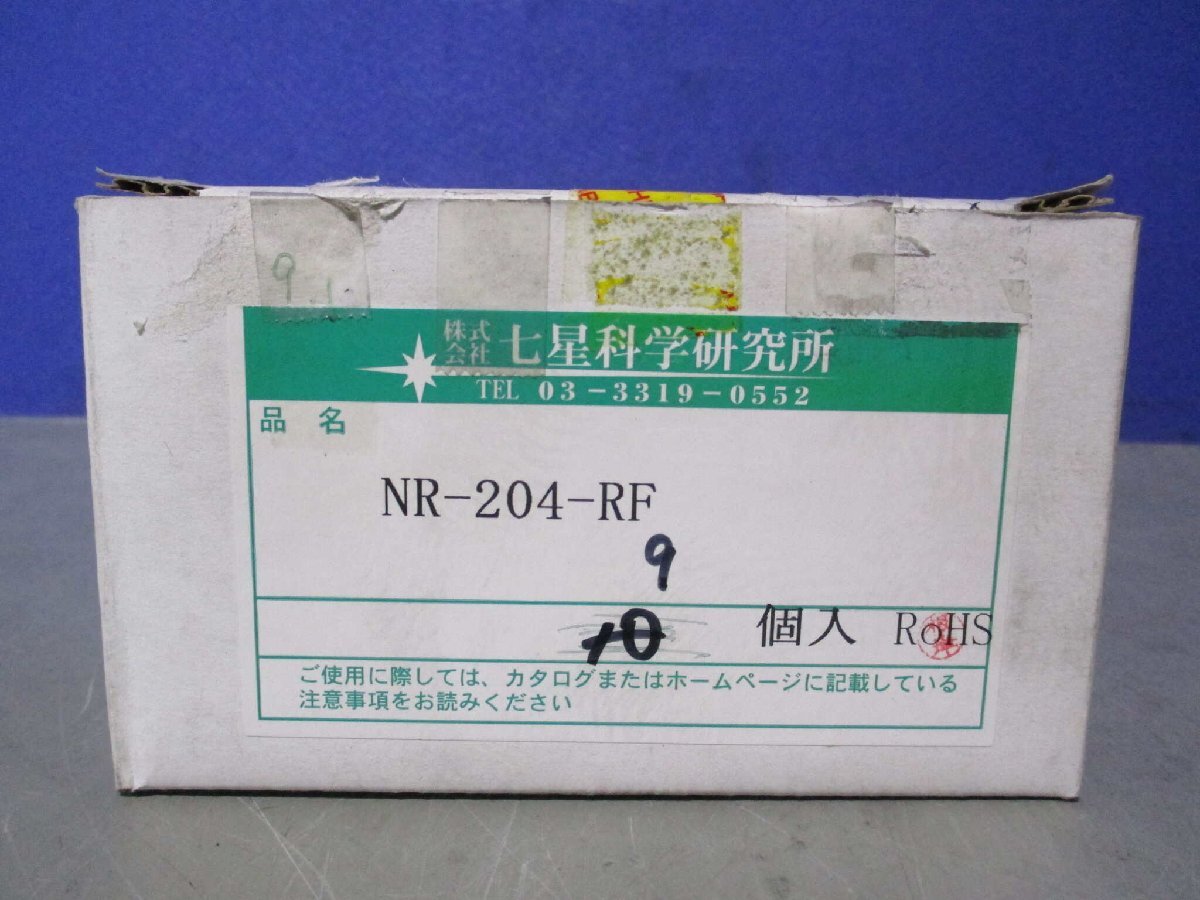 9
株式会社 七星科学研究所
TEL 03-3319-0552
品 名
NR-204-RF
9
10 個入 RoHS
ご使用に際しては、カタログまたはホームページに記載している
注意事項をお読みください